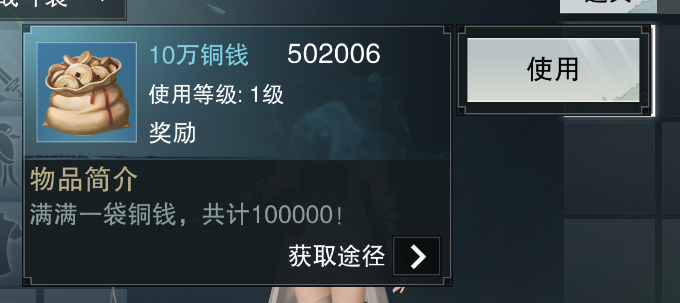 10万铜钱 502006
使用
使用等级: 1级
奖励
物品简介
满满一袋铜钱，共计100000！
获取途径